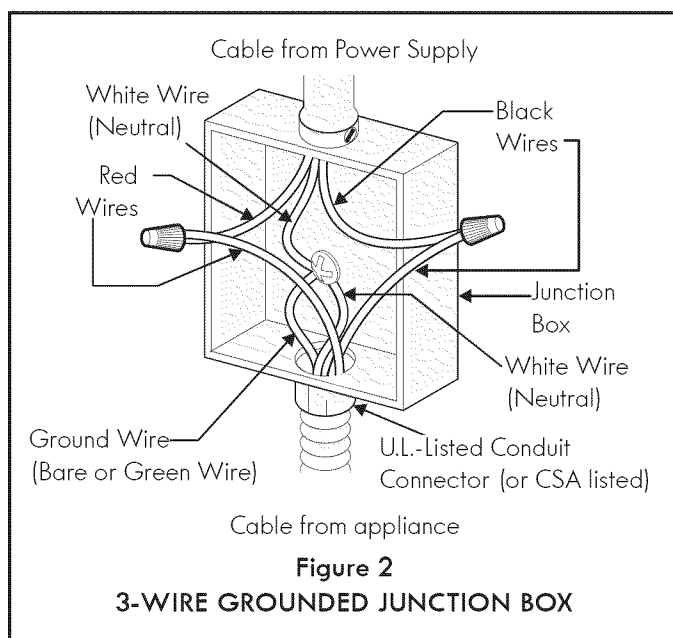 Cable from Power Supply
White Wire
(Neutral)
Black
Wires
Red
Wires
Junction
Box
White Wire
(Neutral)
Ground Wire
(Bare or Green Wire)
U.L.-Listed Conduit
Connector (or CSA listed)
Cable from appliance
Figure 2
3-WIRE GROUNDED JUNCTION BOX